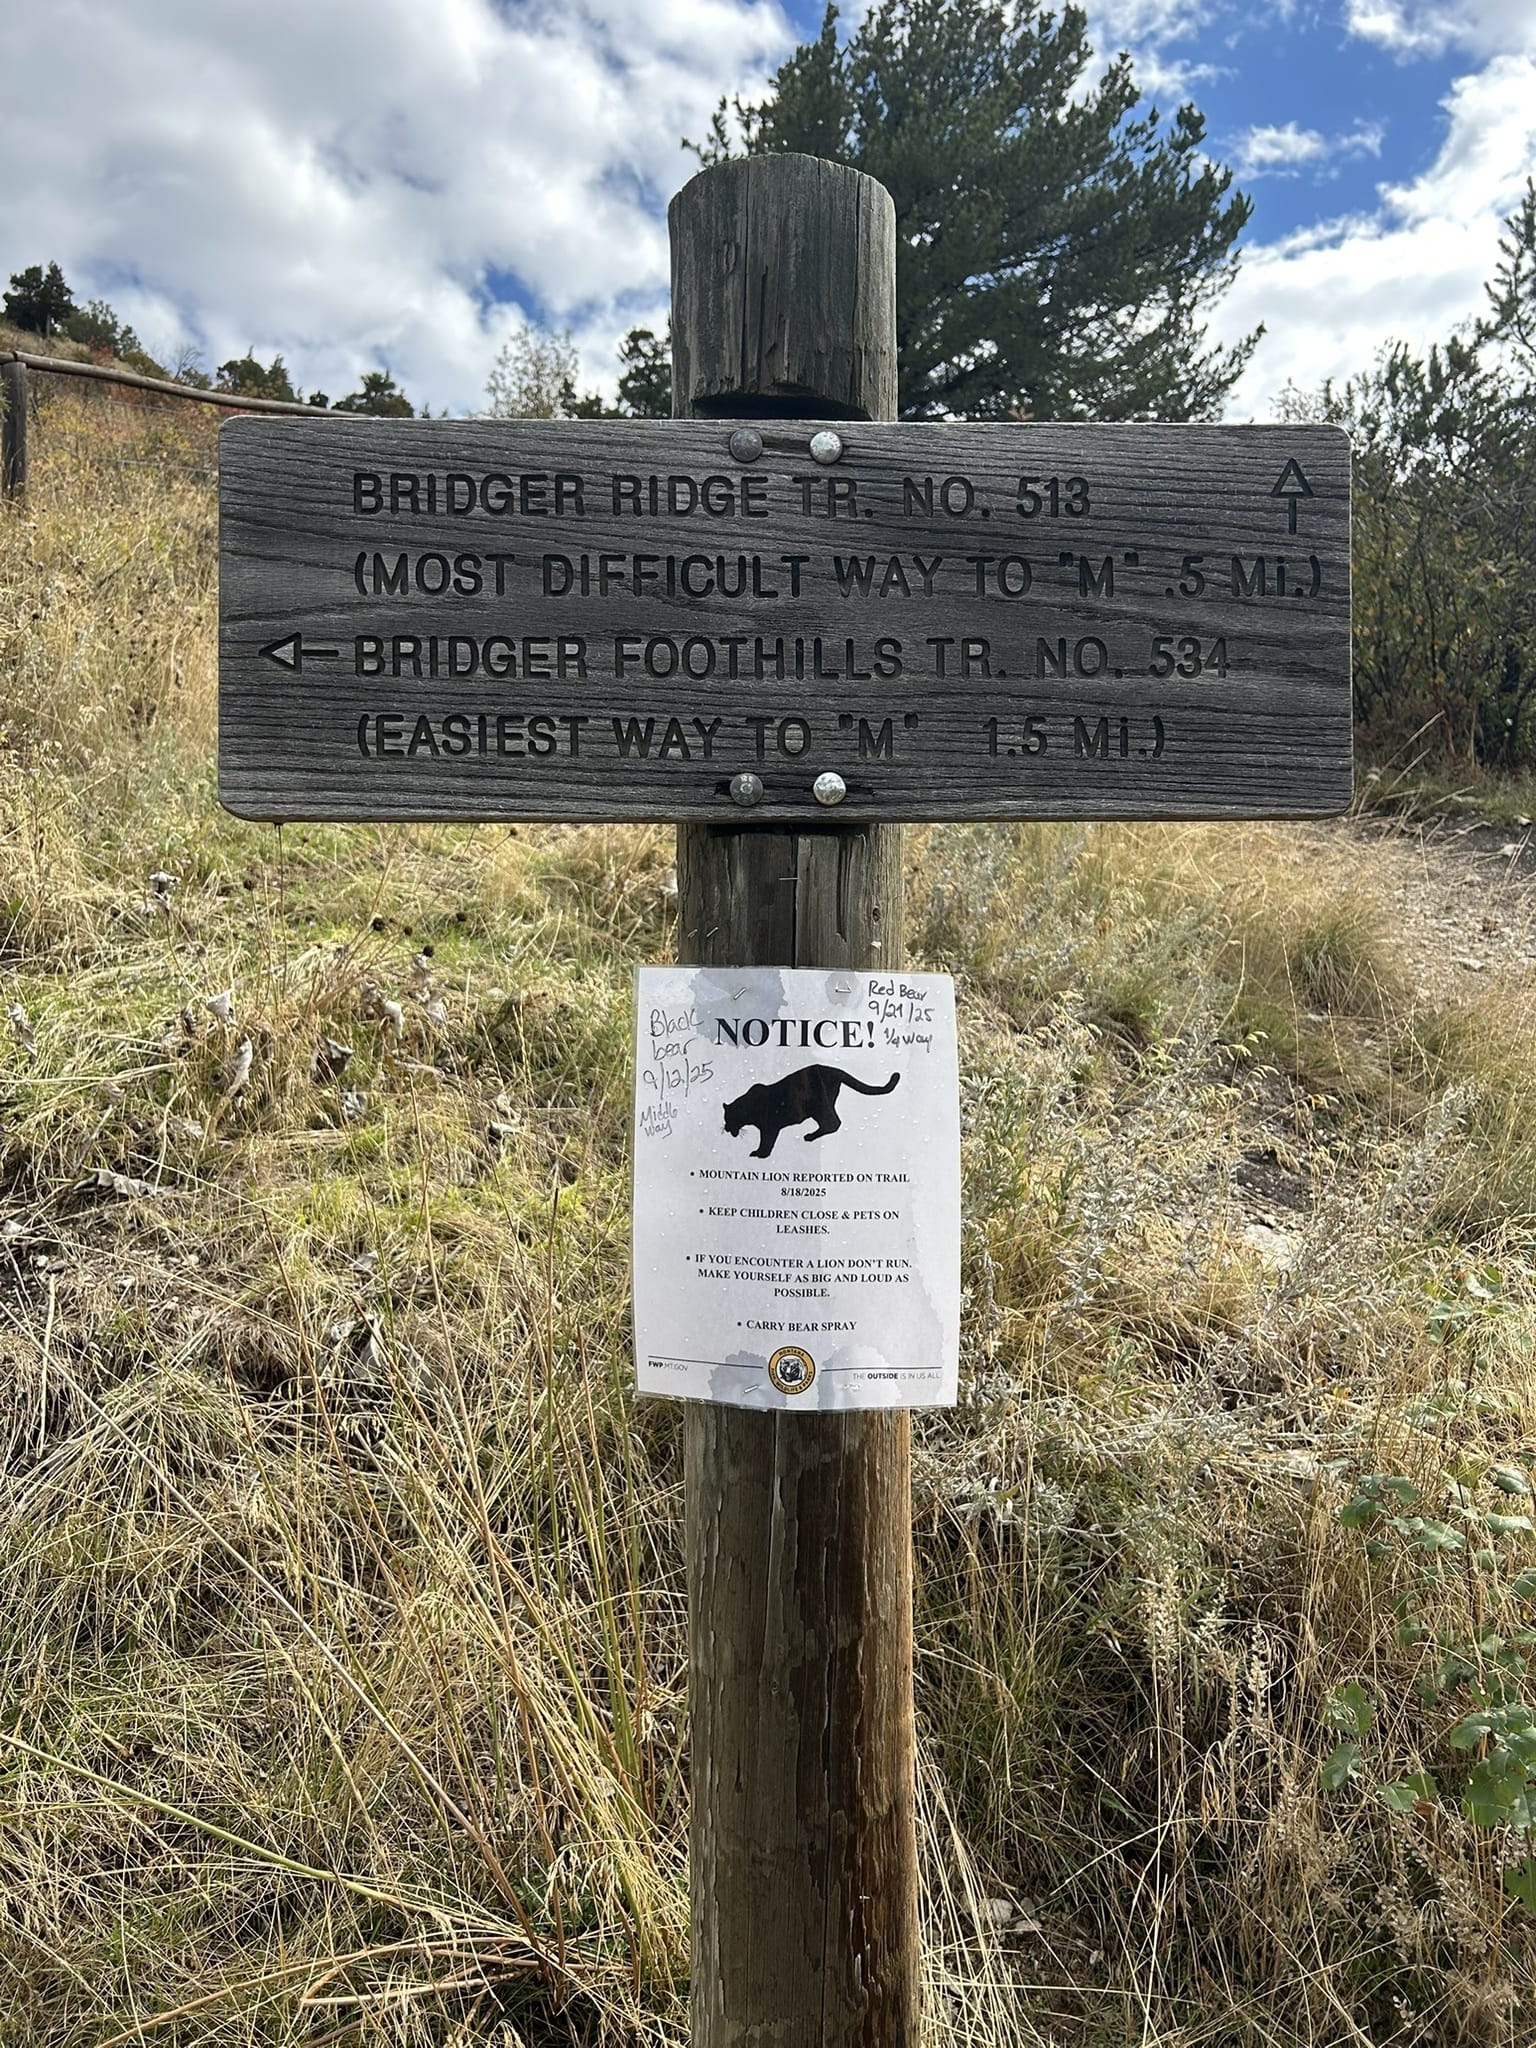 BRIDGER RIDGE TR. NO. 513
(MOST DIFFICULT WAY TO "M" .5 Mi.)
BRIDGER FOOTHILLS TR. NO. 534
(EASIEST WAY TO "M" 1.5 Mi.)
Red Bear
9/21/25
1/4 way
Black
bear
9/12/25
Middle
way
NOTICE!
• MOUNTAIN LION REPORTED ON TRAIL
8/18/2025
• KEEP CHILDREN CLOSE & PETS ON
LEASHES.
• IF YOU ENCOUNTER A LION DON'T RUN.
MAKE YOURSELF AS BIG AND LOUD AS
POSSIBLE.
• CARRY BEAR SPRAY
FWP.MT.GOV
MONTANA
THE OUTSIDE IS IN US ALL.